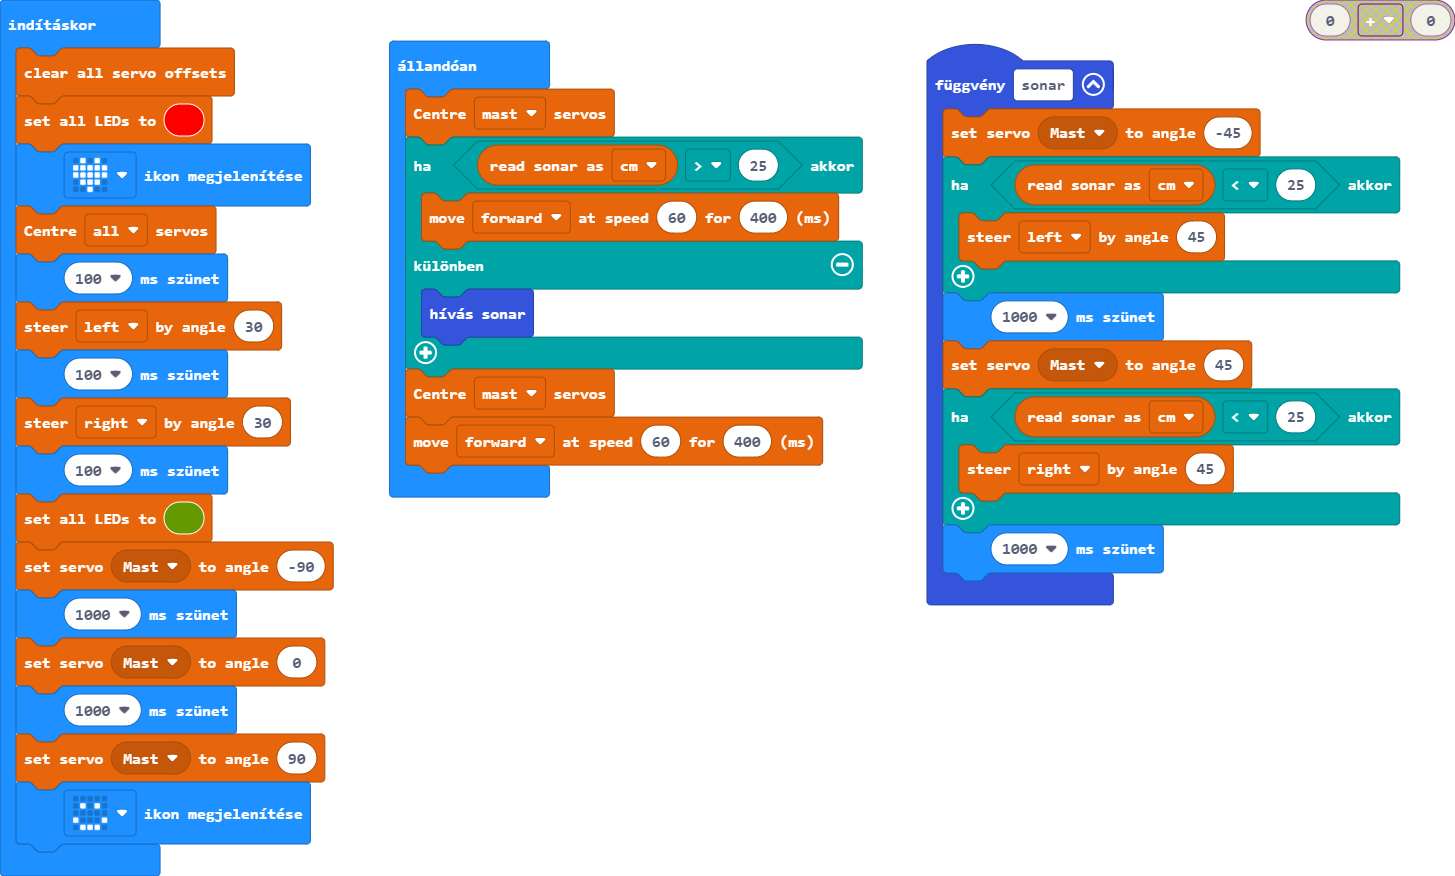 indításkor
clear all servo offsets
set all LEDs to
ikon megjelenítése
Centre all servos
100 ms szünet
steer left by angle 30
100 ms szünet
steer right by angle 30
100 ms szünet
set all LEDs to
set servo Mast to angle -90
1000 ms szünet
set servo Mast to angle 0
1000 ms szünet
set servo Mast to angle 90
ikon megjelenítése
állandóan
Centre mast servos
ha read sonar as cm > 25 akkor
move forward at speed 60 for 400 (ms)
különben
hívás sonar
Centre mast servos
move forward at speed 60 for 400 (ms)
függvény sonar
set servo Mast to angle -45
ha read sonar as cm < 25 akkor
steer left by angle 45
1000 ms szünet
set servo Mast to angle 45
ha read sonar as cm < 25 akkor
steer right by angle 45
1000 ms szünet
0 + 0